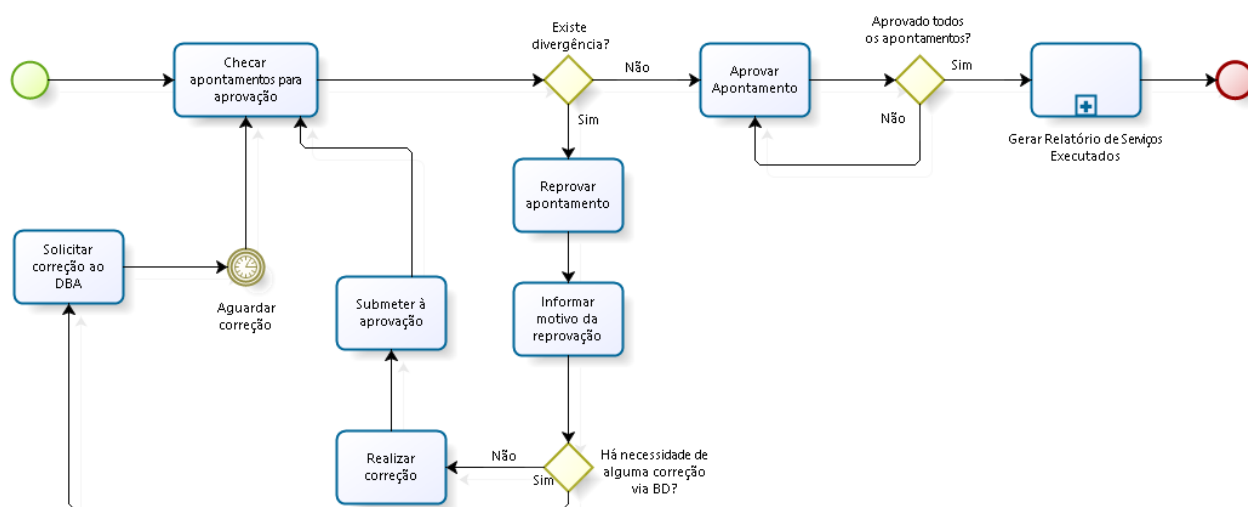 Existe
divergência?
Aprovado todos
os apontamentos?
Checar
apontamentos para
aprovação
Não
Aprovar
Apontamento
Sim
Sim
Não
Gerar Relatório de Serviços
Executados
Reprovar
apontamento
Solicitar
correção ao
DBA
Aguardar
correção
Submeter à
aprovação
Informar
motivo da
reprovação
Realizar
correção
Não
Sim
Há necessidade de
alguma correção
via BD?